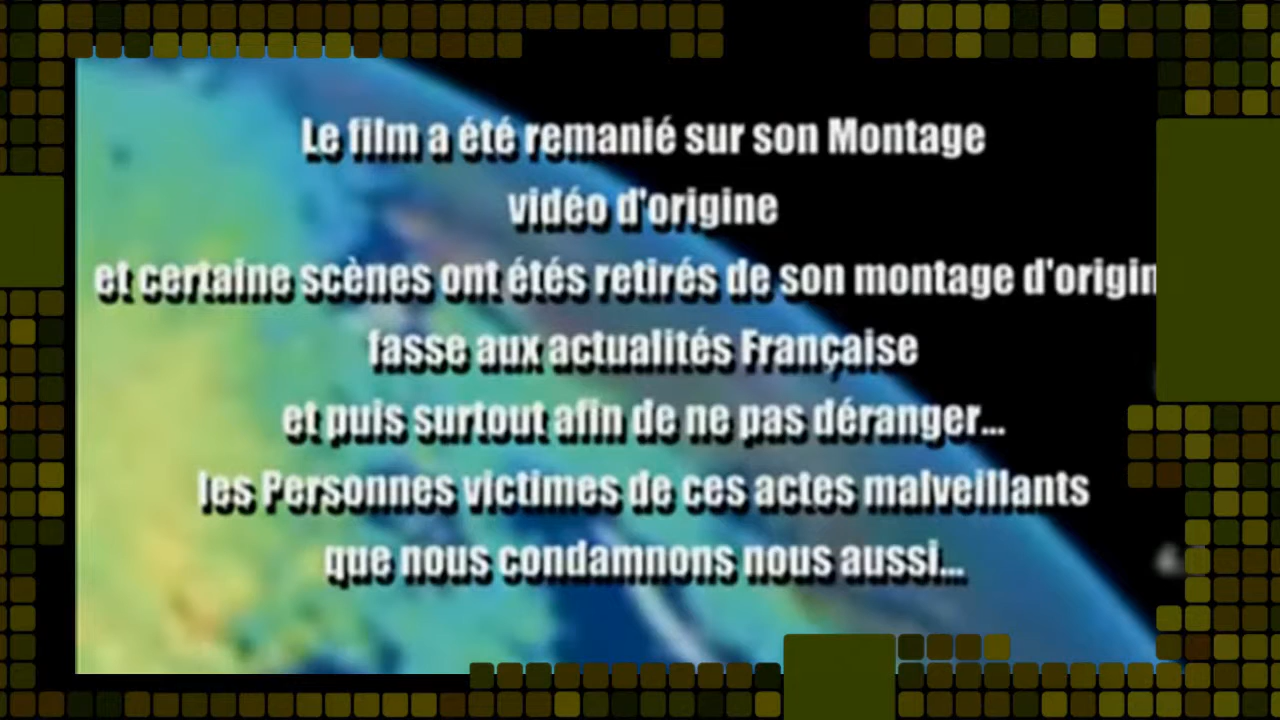 Le film a été remanié sur son Montage
vidéo d'origine
et certaine scènes ont étés retirés de son montage d'origin
fasse aux actualités Française
et puis surtout afin de ne pas déranger...
les Personnes victimes de ces actes malveillants
que nous condamnons nous aussi...